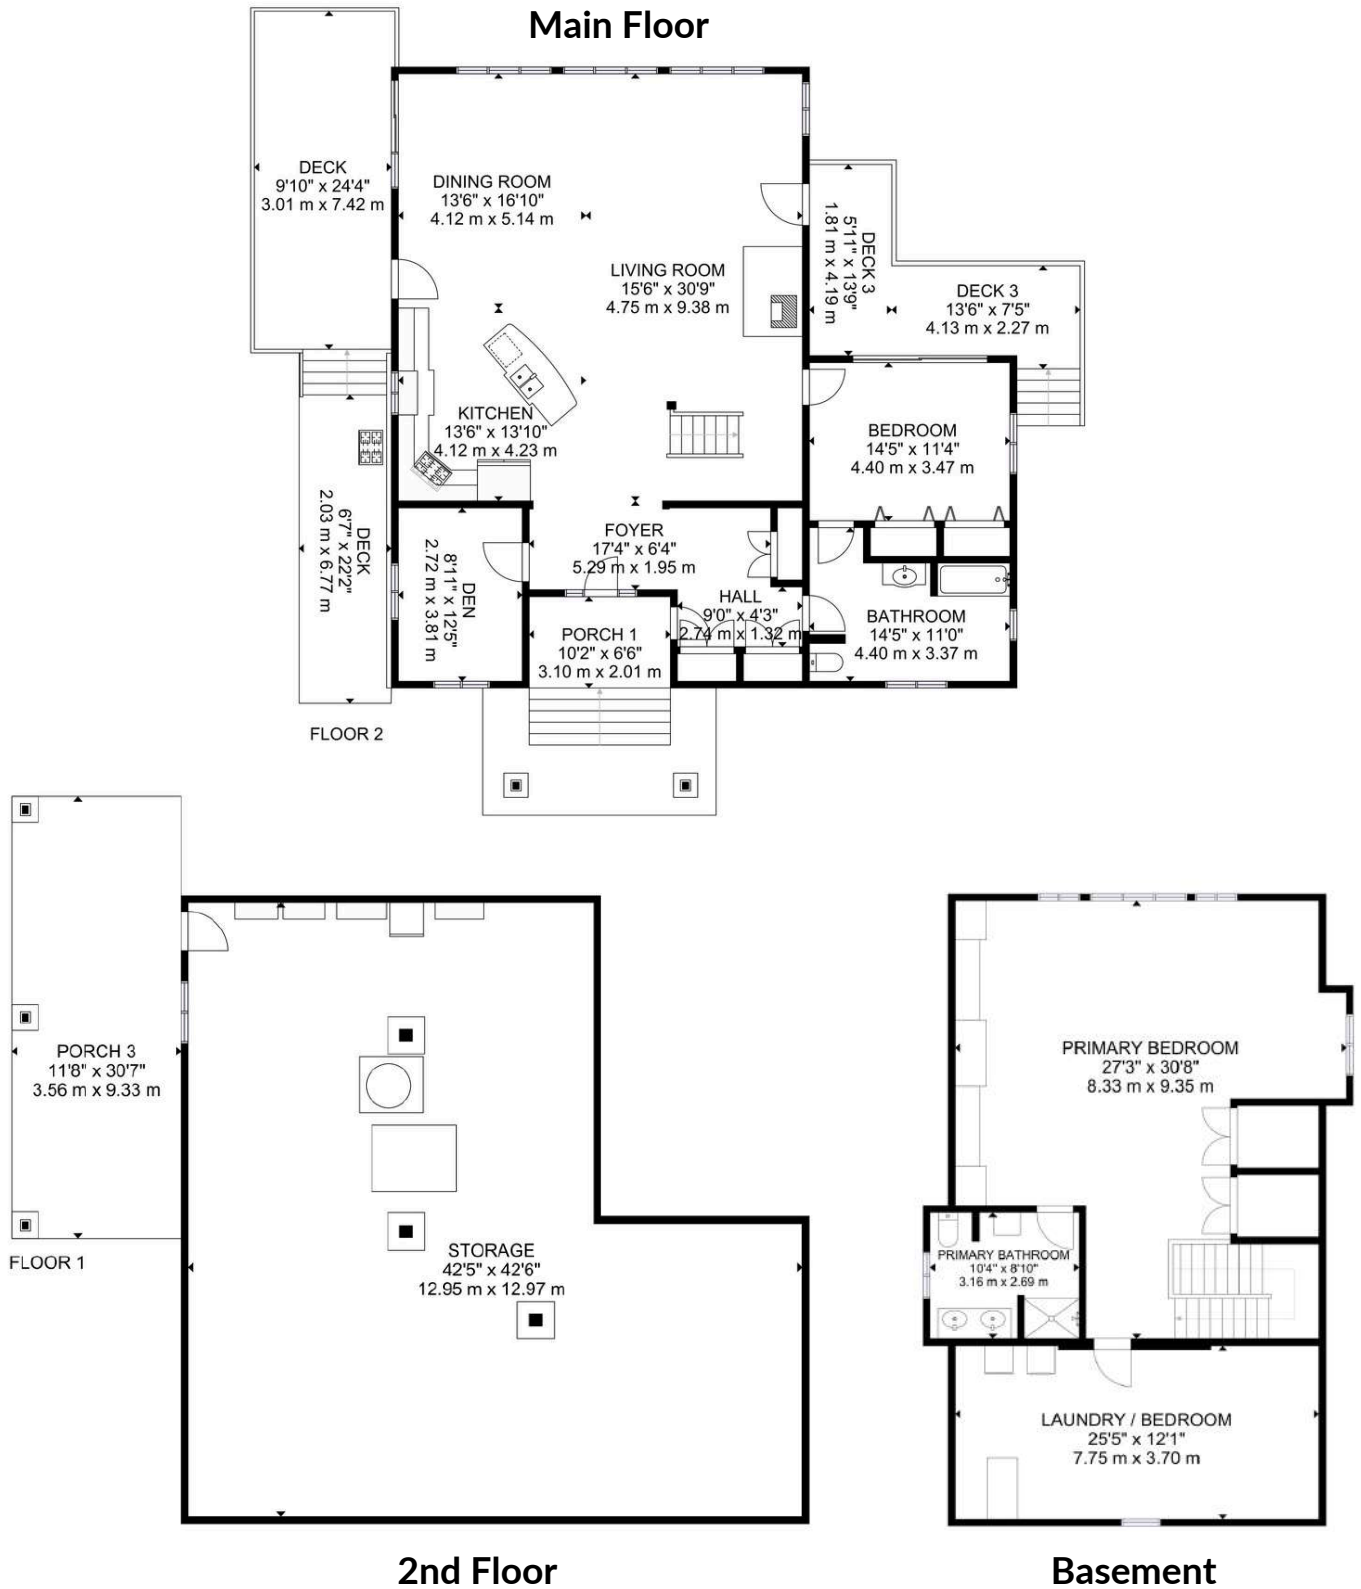 Main Floor
DECK
9'10" x 24'4"
3.01 m x 7.42 m
DINING ROOM
13'6" x 16'10"
4.12 m x 5.14 m
LIVING ROOM
15'6" x 30'9"
4.75 m x 9.38 m
DECK 3
5'11" x 13'9"
1.81 m x 4.19 m
DECK 3
13'6" x 7'5"
4.13 m x 2.27 m
KITCHEN
13'6" x 13'10"
4.12 m x 4.23 m
BEDROOM
14'5" x 11'4"
4.40 m x 3.47 m
DECK
6'7" x 22'2"
2.03 m x 6.77 m
DEN
8'11" x 12'5"
2.72 m x 3.81 m
FOYER
17'4" x 6'4"
5.29 m x 1.95 m
HALL
9'0" x 4'3"
2.74 m x 1.32 m
PORCH 1
10'2" x 6'6"
3.10 m x 2.01 m
BATHROOM
14'5" x 11'0"
4.40 m x 3.37 m
FLOOR 2
PORCH 3
11'8" x 30'7"
3.56 m x 9.33 m
FLOOR 1
STORAGE
42'5" x 42'6"
12.95 m x 12.97 m
PRIMARY BEDROOM
27'3" x 30'8"
8.33 m x 9.35 m
PRIMARY BATHROOM
10'4" x 8'10"
3.16 m x 2.69 m
LAUNDRY / BEDROOM
25'5" x 12'1"
7.75 m x 3.70 m
2nd Floor
Basement